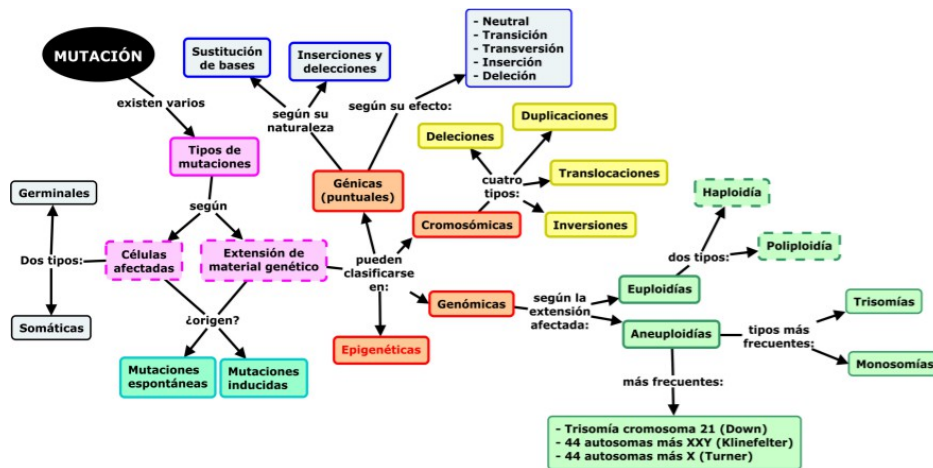 MUTACIÓN
existen varios
Tipos de
mutaciones
según
Células
afectadas
Extensión de
material genético
Dos tipos:
Germinales
Somáticas
¿origen?
Mutaciones
espontáneas
Mutaciones
inducidas
pueden
clasificarse
en:
Génicas
(puntuales)
según su
naturaleza
Sustitución
de bases
Inserciones y
delecciones
según su efecto:
- Neutral
- Transición
- Transversión
- Inserción
- Deleción
Cromosómicas
cuatro
tipos:
Deleciones
Duplicaciones
Translocaciones
Inversiones
Genómicas
según la
extensión
afectada:
Euploidías
dos tipos:
Haploidía
Poliploidía
Aneuploidías
tipos más
frecuentes:
Trisomías
Monosomías
más frecuentes:
- Trisomía cromosoma 21 (Down)
- 44 autosomas más XXY (Klinefelter)
- 44 autosomas más X (Turner)
Epigenéticas